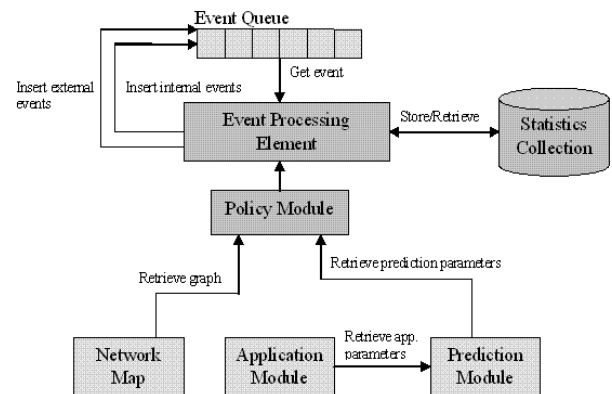 Event Queue
Get event
Insert external
events
Insert internal events
Event Processing
Element
Store/Retrieve
Statistics
Collection
Policy Module
Retrieve graph
Retrieve prediction parameters
Network
Map
Application
Module
Retrieve app.
parameters
Prediction
Module